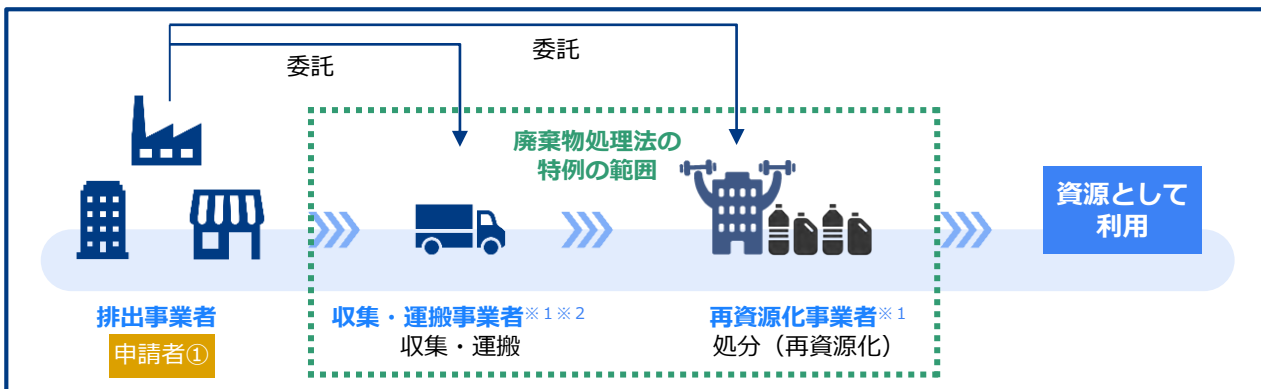 委託
委託
廃棄物処理法の
特例の範囲
資源として
利用
排出事業者
申請者①
収集・運搬事業者※1※2
収集・運搬
再資源化事業者※1
処分（再資源化）